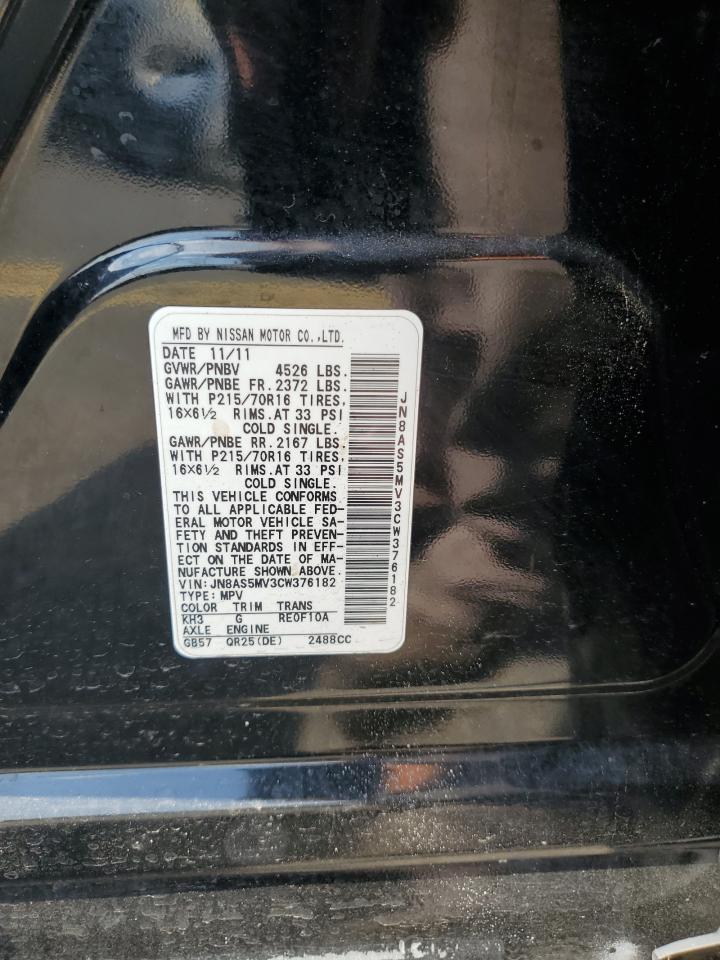 MFD BY NISSAN MOTOR CO.,LTD.
DATE 11/11
GVWR/PNBV 4526 LBS.
GAWR/PNBE FR. 2372 LBS.
WITH P215/70R16 TIRES,
16X6½ RIMS.AT 33 PSI
COLD SINGLE.
GAWR/PNBE RR. 2167 LBS.
WITH P215/70R16 TIRES,
16X6½ RIMS.AT 33 PSI
COLD SINGLE.
THIS VEHICLE CONFORMS
TO ALL APPLICABLE FED-
ERAL MOTOR VEHICLE SA-
FETY AND THEFT PREVEN-
TION STANDARDS IN EFF-
ECT ON THE DATE OF MA-
NUFACTURE SHOWN ABOVE.
VIN:JN8AS5MV3CW376182
TYPE:MPV
COLOR TRIM TRANS
KH3 G RE0F10A
AXLE ENGINE
GB57 QR25(DE) 2488CC
JN8AS5MV3CW376182